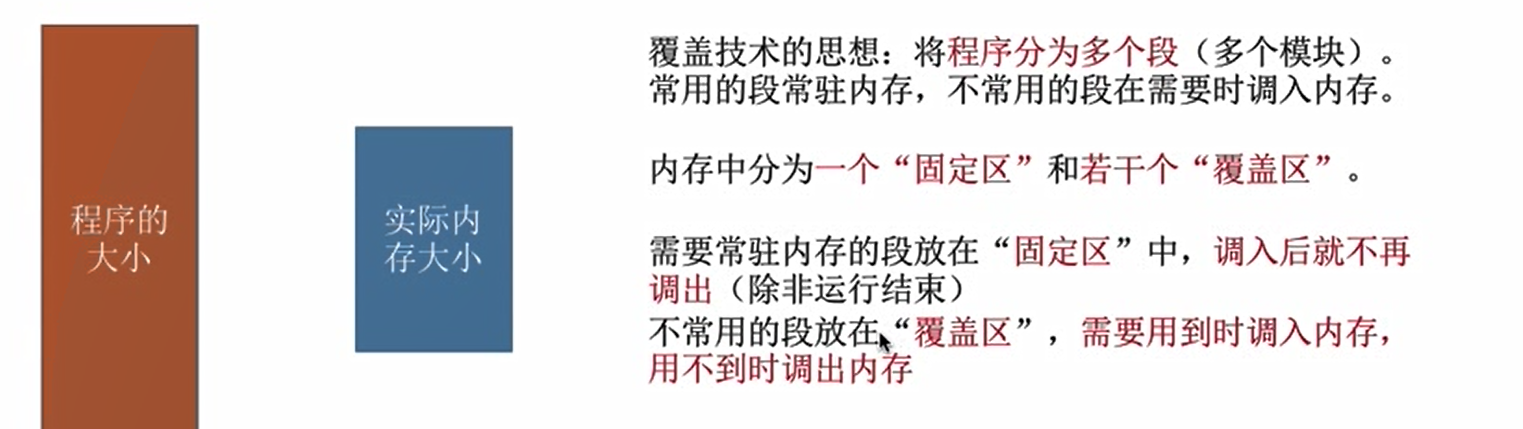 程序的
大小
实际内
存大小
覆盖技术的思想：将程序分为多个段（多个模块）。
常用的段常驻内存，不常用的段在需要时调入内存。
内存中分为一个“固定区”和若干个“覆盖区”。
需要常驻内存的段放在“固定区”中，调入后就不再
调出（除非运行结束）
不常用的段放在“覆盖区”，需要用到时调入内存，
用不到时调出内存